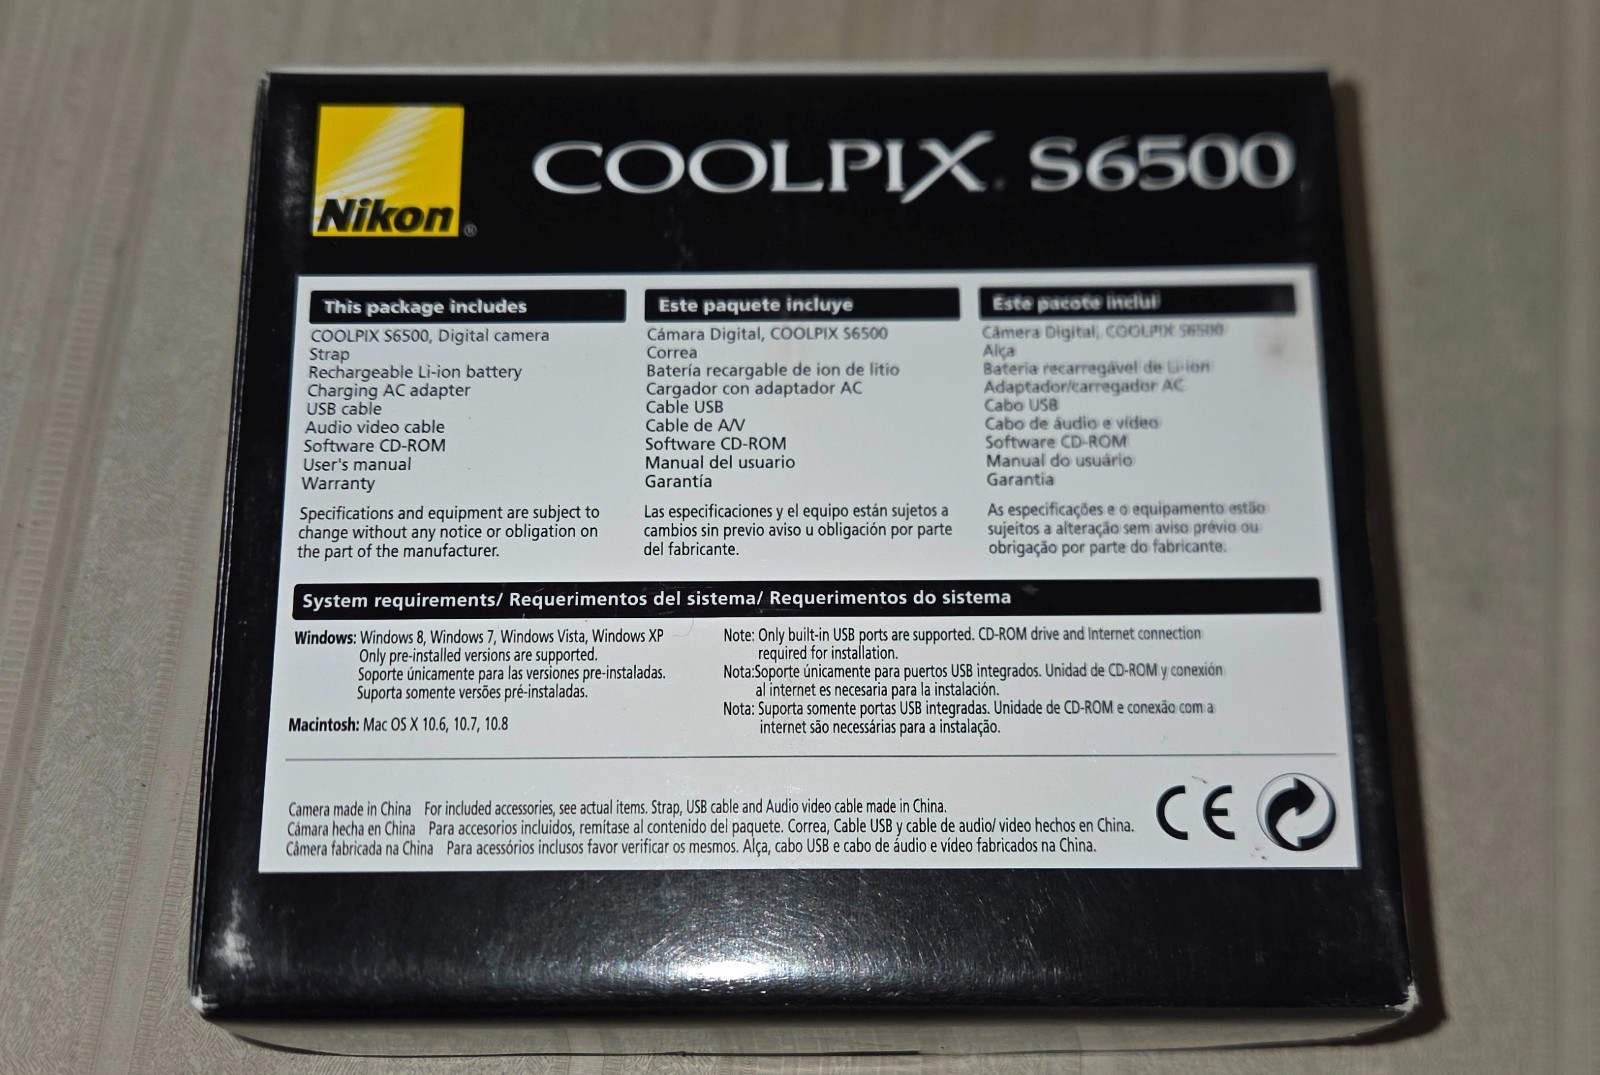 Nikon®
COOLPIX S6500
This package includes
COOLPIX S6500, Digital camera
Strap
Rechargeable Li-ion battery
Charging AC adapter
USB cable
Audio video cable
Software CD-ROM
User's manual
Warranty
Specifications and equipment are subject to
change without any notice or obligation on
the part of the manufacturer.
Este paquete incluye
Cámara Digital, COOLPIX S6500
Correa
Batería recargable de ion de litio
Cargador con adaptador AC
Cable USB
Cable de A/V
Software CD-ROM
Manual del usuario
Garantía
Las especificaciones y el equipo están sujetos a
cambios sin previo aviso u obligación por parte
del fabricante.
Este pacote inclui
Câmera Digital, COOLPIX S6500
Alça
Bateria recarregável de Li-ion
Adaptador/carregador AC
Cabo USB
Cabo de áudio e vídeo
Software CD-ROM
Manual do usuário
Garantia
As especificações e o equipamento estão
sujeitos a alteração sem aviso prévio ou
obrigação por parte do fabricante.
System requirements/ Requerimentos del sistema/ Requerimentos do sistema
Windows: Windows 8, Windows 7, Windows Vista, Windows XP
Only pre-installed versions are supported.
Soporte únicamente para las versiones pre-instaladas.
Suporta somente versões pré-instaladas.
Macintosh: Mac OS X 10.6, 10.7, 10.8
Note: Only built-in USB ports are supported. CD-ROM drive and Internet connection
required for installation.
Nota:Soporte únicamente para puertos USB integrados. Unidad de CD-ROM y conexión
al internet es necesaria para la instalación.
Nota: Suporta somente portas USB integradas. Unidade de CD-ROM e conexão com a
internet são necessárias para a instalação.
Camera made in China For included accessories, see actual items. Strap, USB cable and Audio video cable made in China.
Cámara hecha en China Para accesorios incluidos, remítase al contenido del paquete. Correa, Cable USB y cable de audio/ video hechos en China.
Câmera fabricada na China Para acessórios inclusos favor verificar os mesmos. Alça, cabo USB e cabo de áudio e vídeo fabricados na China.
CE